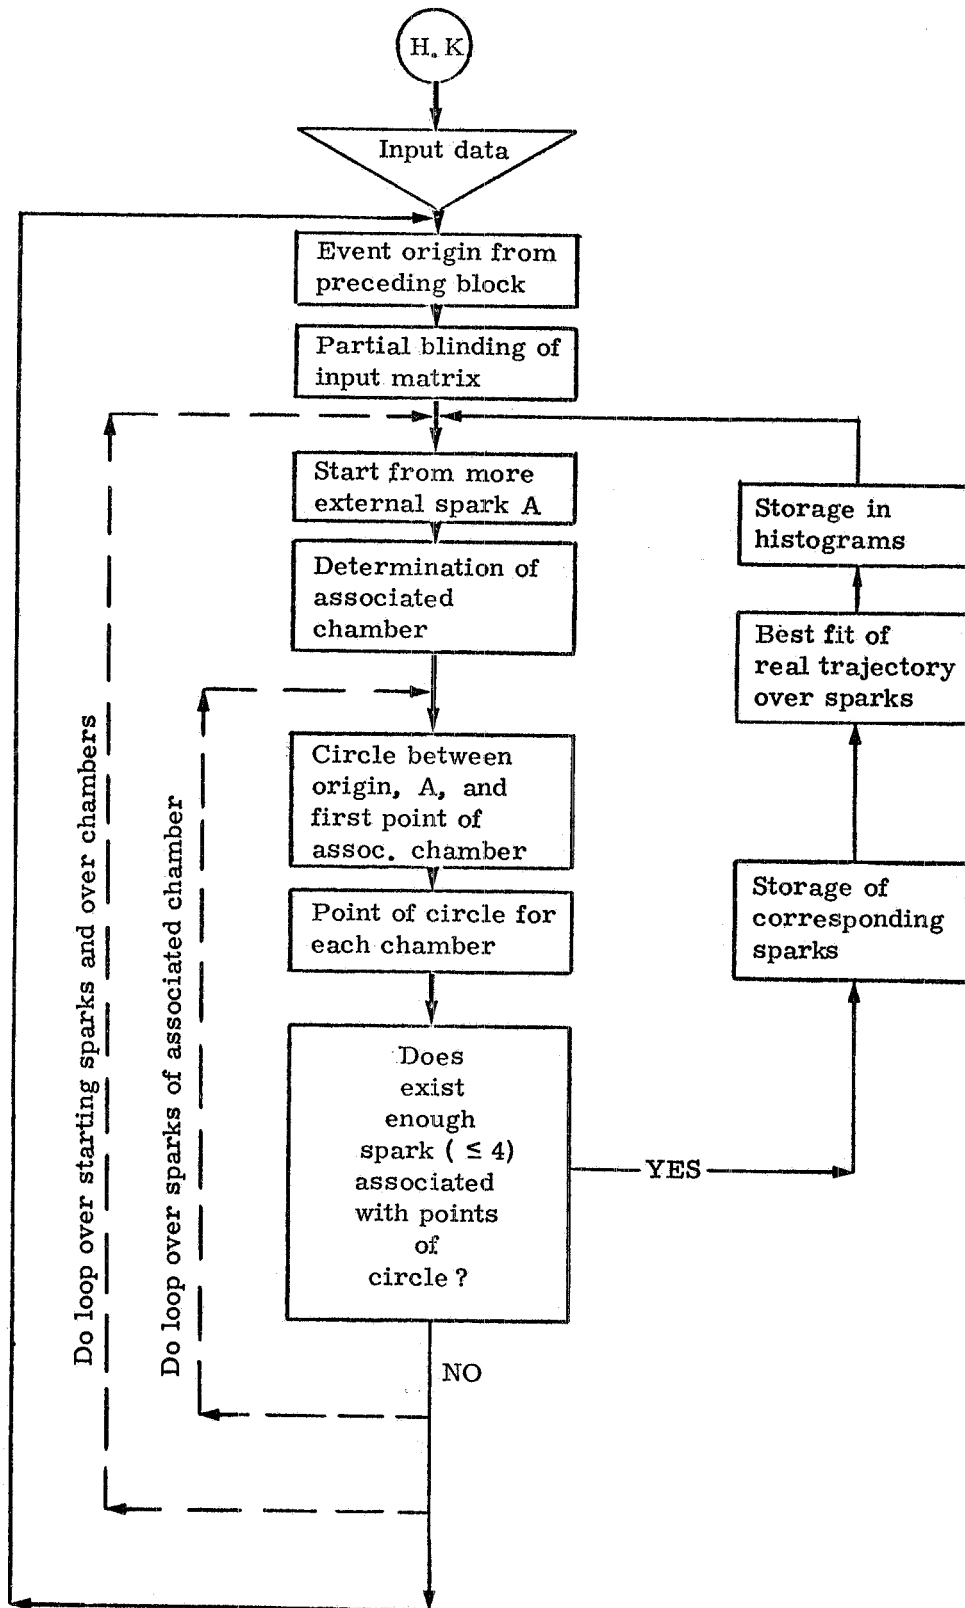 H. K.
Input data
Event origin from
preceding block
Partial blinding of
input matrix
Start from more
external spark A
Determination of
associated
chamber
Circle between
origin, A, and
first point of
assoc. chamber
Point of circle for
each chamber
Does
exist
enough
spark ( ≤ 4)
associated
with points
of
circle ?
YES
NO
Storage of
corresponding
sparks
Best fit of
real trajectory
over sparks
Storage in
histograms
Do loop over sparks of associated chamber
Do loop over starting sparks and over chambers